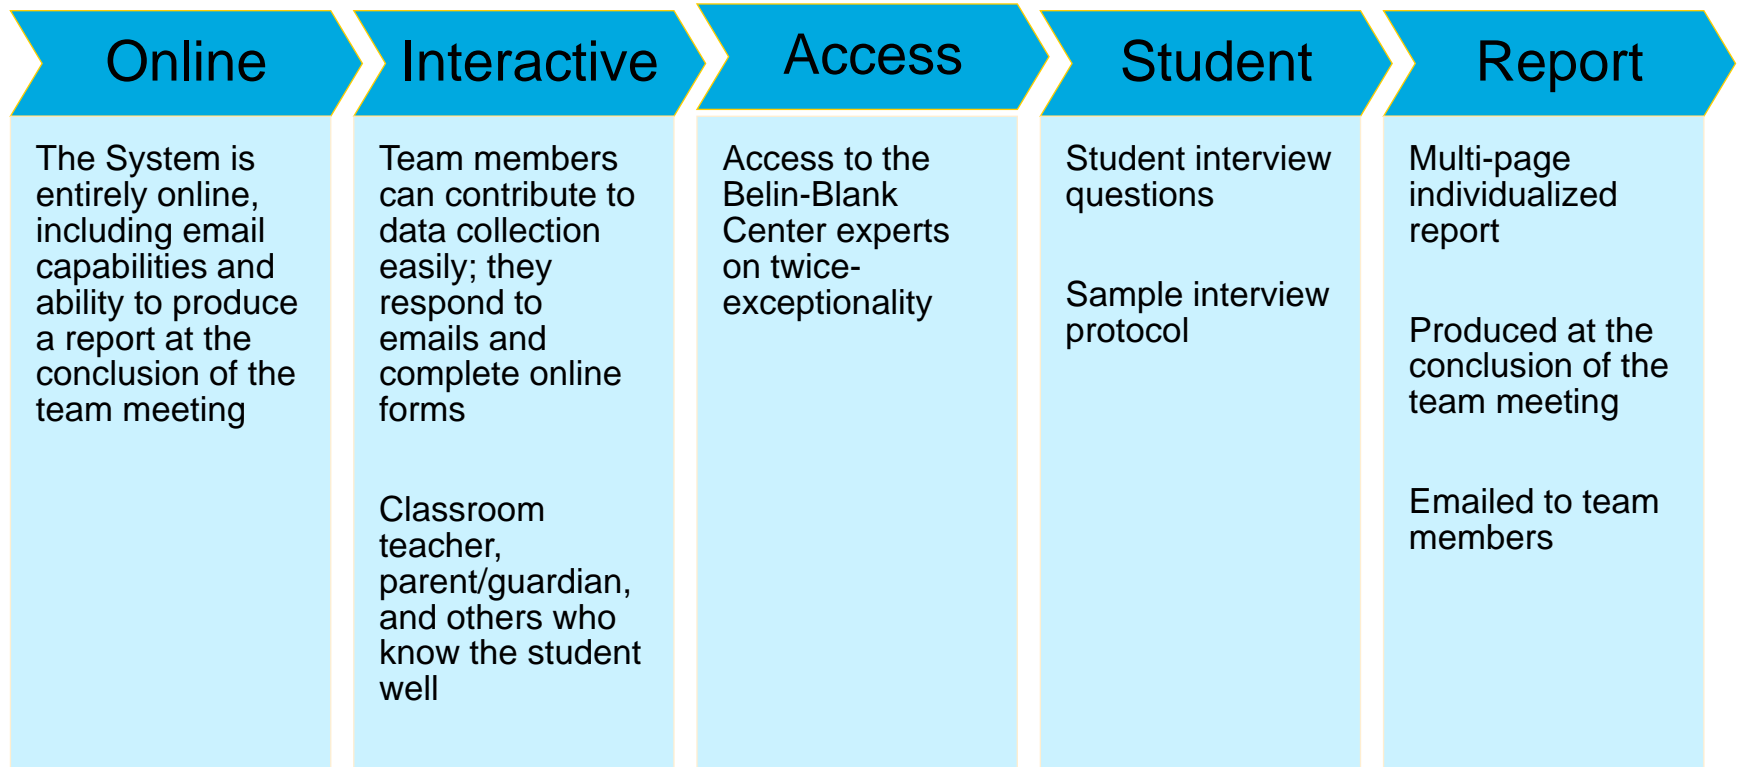 Online
The System is
entirely online,
including email
capabilities and
ability to produce
a report at the
conclusion of the
team meeting
Interactive
Team members
can contribute to
data collection
easily; they
respond to
emails and
complete online
forms
Classroom
teacher,
parent/guardian,
and others who
know the student
well
Access
Access to the
Belin-Blank
Center experts
on twice-
exceptionality
Student
Student interview
questions
Sample interview
protocol
Report
Multi-page
individualized
report
Produced at the
conclusion of the
team meeting
Emailed to team
members